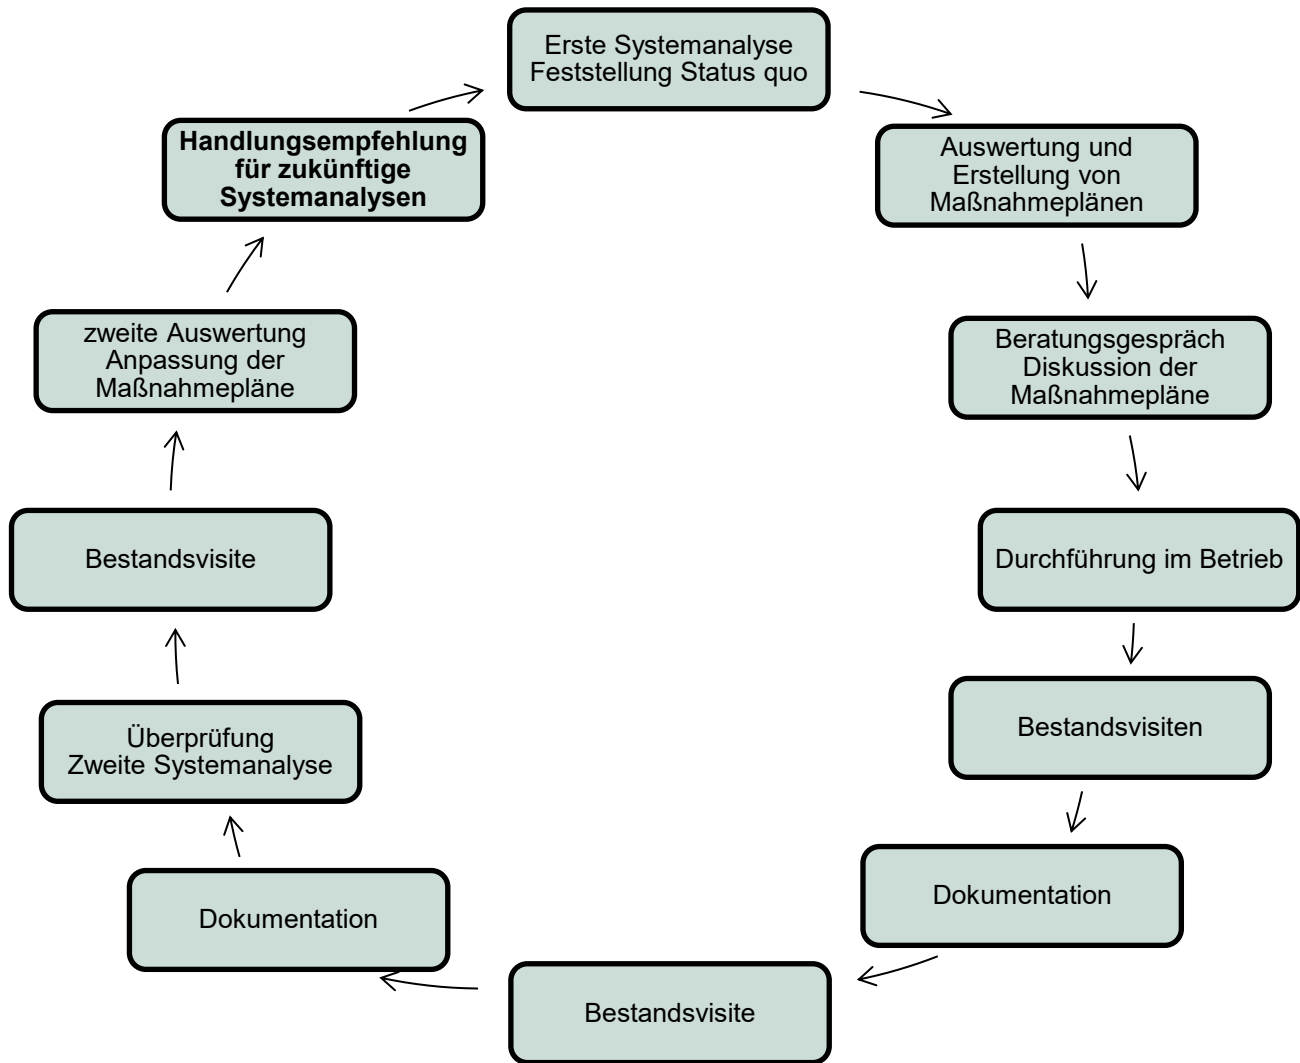 Erste Systemanalyse
Feststellung Status quo
Auswertung und
Erstellung von
Maßnahmeplänen
Beratungsgespräch
Diskussion der
Maßnahmepläne
Durchführung im Betrieb
Bestandsvisiten
Dokumentation
Bestandsvisite
Dokumentation
Überprüfung
Zweite Systemanalyse
Bestandsvisite
zweite Auswertung
Anpassung der
Maßnahmepläne
Handlungsempfehlung
für zukünftige
Systemanalysen